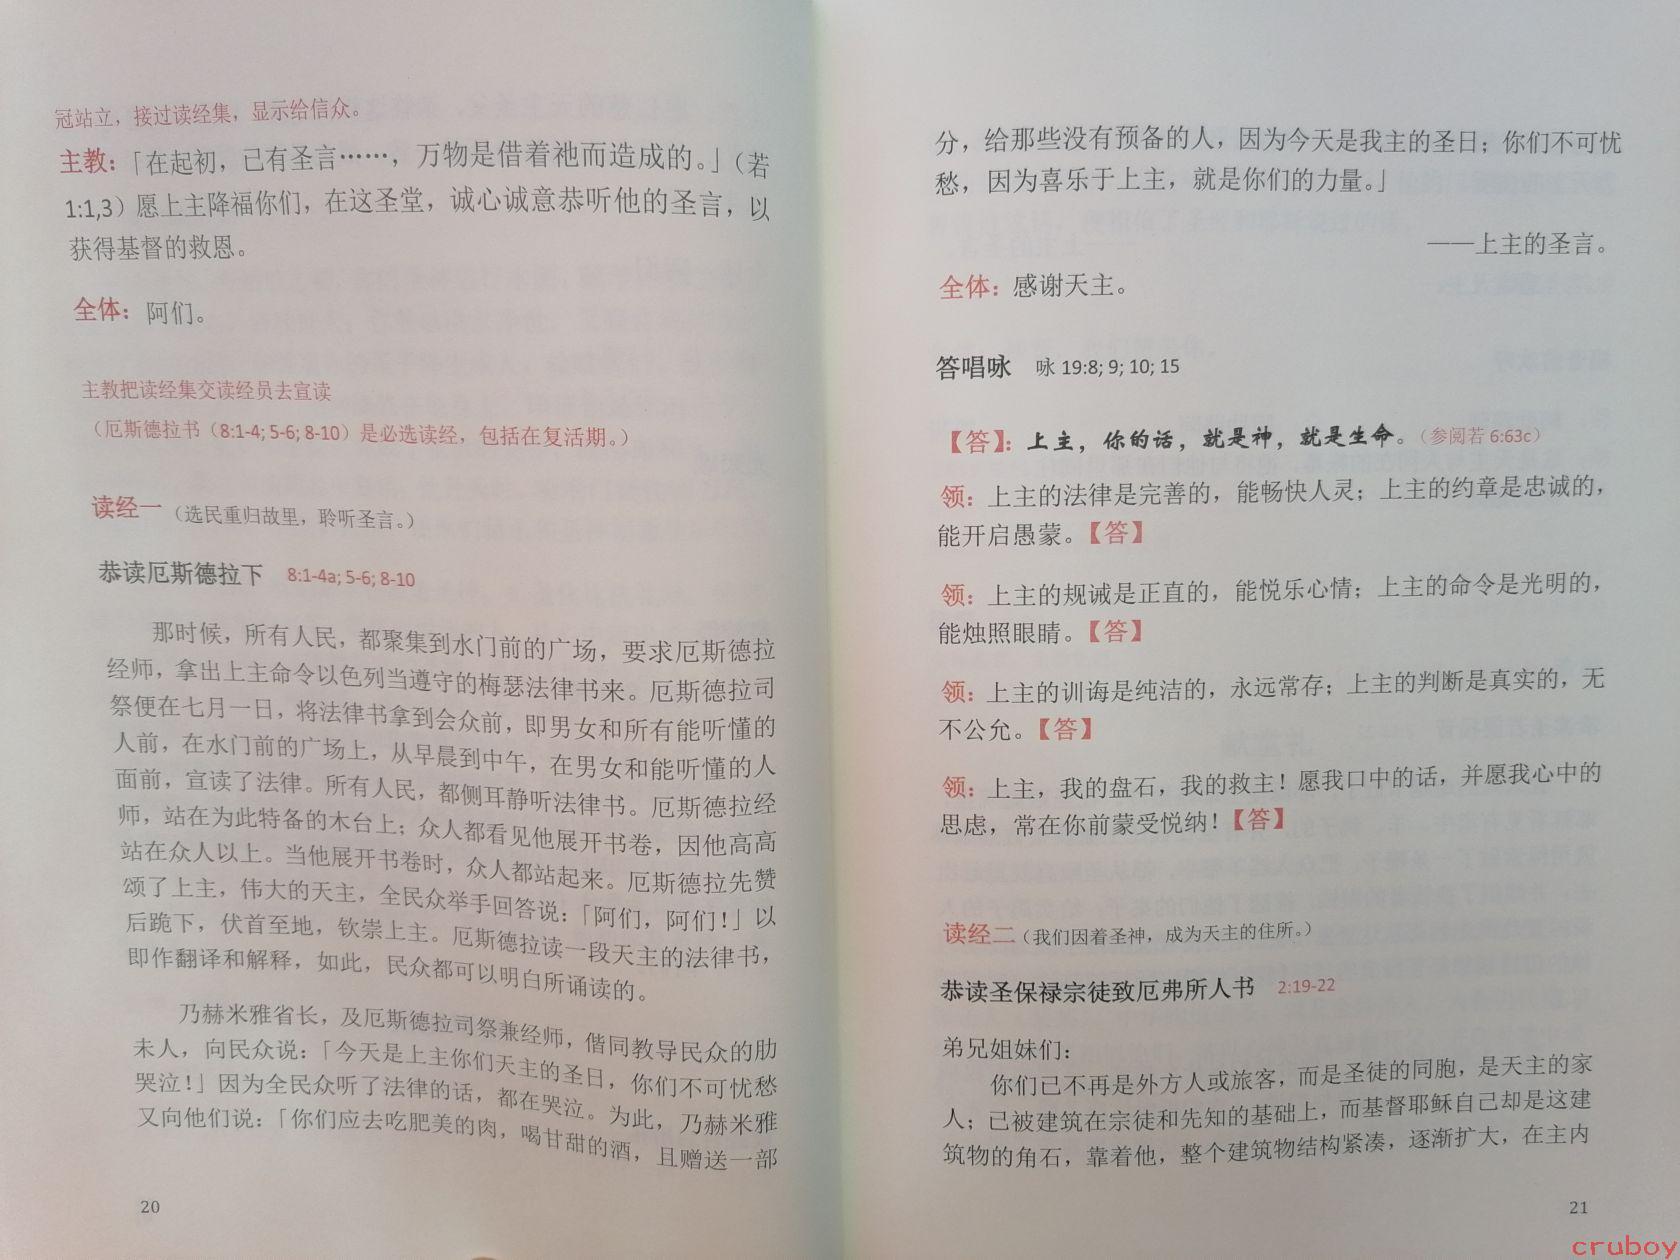 冠站立，接过读经集，显示给信众。
主教：「在起初，已有圣言……，万物是借着祂而造成的。」（若
1:1,3）愿上主降福你们，在这圣堂，诚心诚意恭听他的圣言，以
获得基督的救恩。
全体：阿们。
主教把读经集交读经员去宣读
（厄斯德拉书（8:1-4; 5-6; 8-10）是必选读经，包括在复活期。）
读经一（选民重归故里，聆听圣言。）
恭读厄斯德拉下 8:1-4a; 5-6; 8-10
那时候，所有人民，都聚集到水门前的广场，要求厄斯德拉
经师，拿出上主命令以色列当遵守的梅瑟法律书来。厄斯德拉司
祭便在七月一日，将法律书拿到会众前，即男女和所有能听懂的
人前，在水门前的广场上，从早晨到中午，在男女和能听懂的人
面前，宣读了法律。所有人民，都侧耳静听法律书。厄斯德拉经
师，站在为此特备的木台上；众人都看见他展开书卷，因他高高
站在众人以上。当他展开书卷时，众人都站起来。厄斯德拉先赞
颂了上主，伟大的天主，全民众举手回答说：「阿们，阿们！」以
后跪下，伏首至地，钦崇上主。厄斯德拉读一段天主的法律书，
即作翻译和解释，如此，民众都可以明白所诵读的。
乃赫米雅省长，及厄斯德拉司祭兼经师，偕同教导民众的肋
未人，向民众说：「今天是上主你们天主的圣日，你们不可忧愁
哭泣！」因为全民众听了法律的话，都在哭泣。为此，乃赫米雅
又向他们说：「你们应去吃肥美的肉，喝甘甜的酒，且赠送一部
20
分，给那些没有预备的人，因为今天是我主的圣日；你们不可忧
愁，因为喜乐于上主，就是你们的力量。」
——上主的圣言。
全体：感谢天主。
答唱咏 咏 19:8; 9; 10; 15
【答】：上主，你的话，就是神，就是生命。（参阅若 6:63c）
领：上主的法律是完善的，能畅快人灵；上主的约章是忠诚的，
能开启愚蒙。【答】
领：上主的规诫是正直的，能悦乐心情；上主的命令是光明的，
能烛照眼睛。【答】
领：上主的训诲是纯洁的，永远常存；上主的判断是真实的，无
不公允。【答】
领：上主，我的盘石，我的救主！愿我口中的话，并愿我心中的
思虑，常在你前蒙受悦纳！【答】
读经二（我们因着圣神，成为天主的住所。）
恭读圣保禄宗徒致厄弗所人书 2:19-22
弟兄姐妹们：
你们已不再是外方人或旅客，而是圣徒的同胞，是天主的家
人；已被建筑在宗徒和先知的基础上，而基督耶稣自己却是这建
筑物的角石，靠着他，整个建筑物结构紧凑，逐渐扩大，在主内
21
cruboy